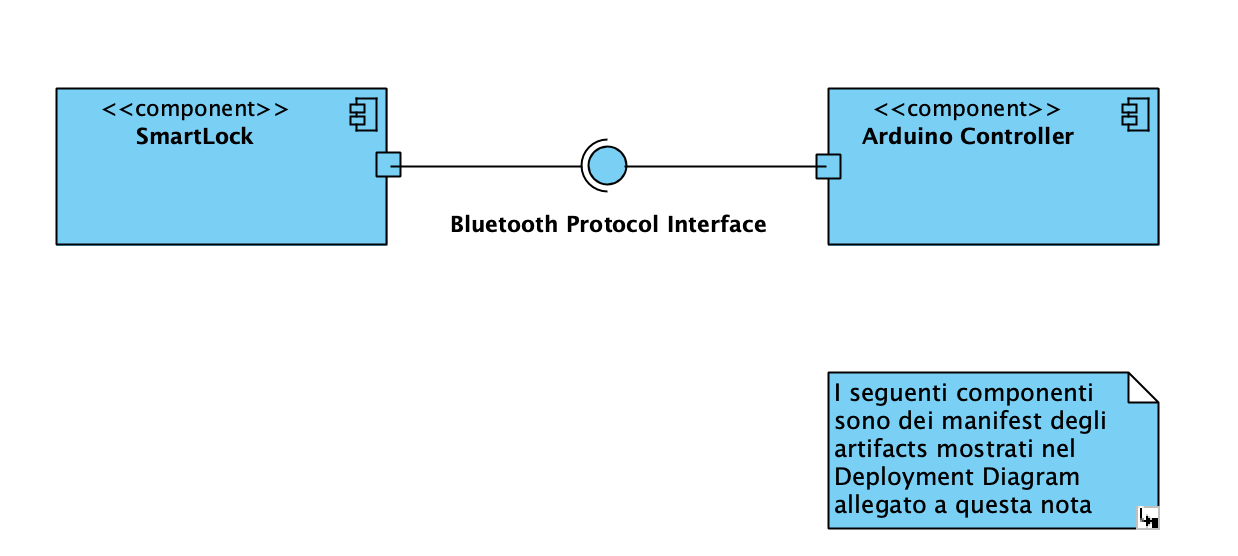 <<component>>
SmartLock
<<component>>
Arduino Controller
Bluetooth Protocol Interface
I seguenti componenti
sono dei manifest degli
artifacts mostrati nel
Deployment Diagram
allegato a questa nota